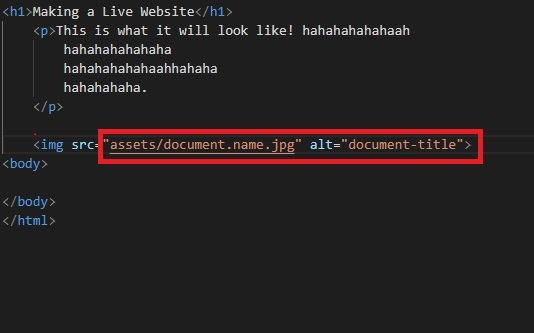 <h1>Making a Live Website</h1>
<p>This is what it will look like! hahahahahahaah
hahahahahahaha
hahahahahahaahhahaha
hahahahaha.
</p>
<img src="assets/document.name.jpg" alt="document-title">
<body>
</body>
</html>